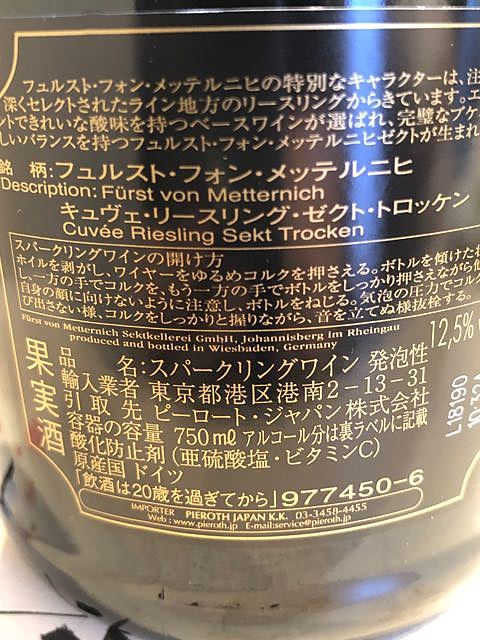 フュルスト・フォン・メッテルニヒの特別なキャラクターは、注
深くセレクトされたライン地方のリースリングからきています。エ
ントできれいな酸味を持つベースワインが選ばれ、完璧なブケ
しいバランスを持つフュルスト・フォン・メッテルニヒゼクトが生まれ
銘 柄:フュルスト・フォン・メッテルニヒ
Description: Fürst von Metternich
キュヴェ・リースリング・ゼクト・トロッケン
Cuvée Riesling Sekt Trocken
スパークリングワインの開け方
ホイルを剥がし、ワイヤーをゆるめコルクを押さえる。ボトルを傾けた状
し、一方の手でコルクを、もう一方の手でボトルをしっかり押さえながら
自身の顔に向けないように注意し、ボトルをねじる。気泡の圧力でコルク
び出さない様、コルクをしっかりと握りながら、音を立てぬ様抜栓する。
Fürst von Metternich Sektkellerei GmbH, Johannisberg im Rheingau
produced and bottled in Wiesbaden, Germany
12,5%
果実酒
品 名:スパークリングワイン 発泡性
輸入業者 東京都港区港南2-13-31
引取先 ピーロート・ジャパン株式会社
容器の容量 750mℓ アルコール分は裏ラベルに記載
酸化防止剤(亜硫酸塩・ビタミンC)
原産国 ドイツ
「飲酒は20歳を過ぎてから」977450-6
L18190
IMPORTER PIEROTH JAPAN K.K. 03-3458-4455
Web : www.pieroth.jp E-mail:service@pieroth.jp